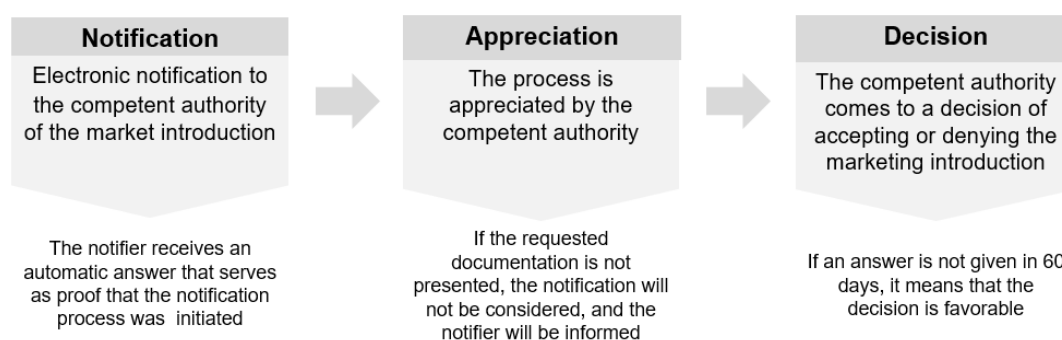 Notification
Electronic notification to
the competent authority
of the market introduction
The notifier receives an
automatic answer that serves
as proof that the notification
process was initiated
Appreciation
The process is
appreciated by the
competent authority
If the requested
documentation is not
presented, the notification will
not be considered, and the
notifier will be informed
Decision
The competent authority
comes to a decision of
accepting or denying the
marketing introduction
If an answer is not given in 60
days, it means that the
decision is favorable